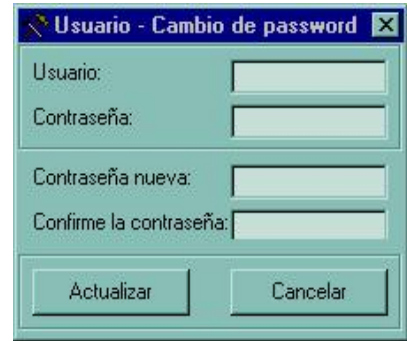 Usuario - Cambio de password
Usuario:
Contraseña:
Contraseña nueva:
Confirme la contraseña:
Actualizar Cancelar